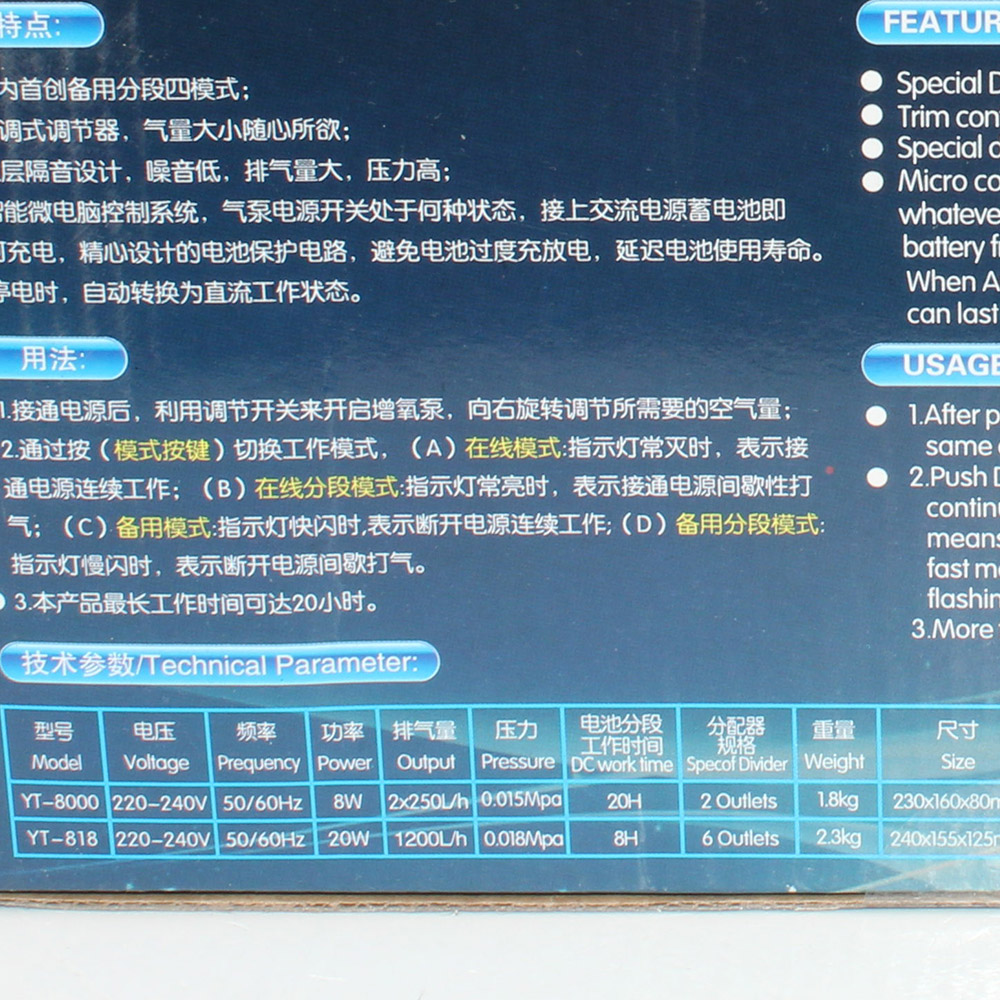 特点:
内首创备用分段四模式;
调式调节器，气量大小随心所欲;
层隔音设计，噪音低，排气量大，压力高;
智能微电脑控制系统，气泵电源开关处于何种状态，接上交流电源蓄电池即
可充电，精心设计的电池保护电路，避免电池过度充放电，延迟电池使用寿命。
停电时，自动转换为直流工作状态。
用法:
1.接通电源后，利用调节开关来开启增氧泵，向右旋转调节所需要的空气量;
2.通过按（模式按键）切换工作模式，（A）在线模式:指示灯常灭时，表示接
通电源连续工作;（B）在线分段模式:指示灯常亮时，表示接通电源间歇性打
气;（C）备用模式:指示灯快闪时,表示断开电源连续工作;（D）备用分段模式:
指示灯慢闪时，表示断开电源间歇打气。
3.本产品最长工作时间可达20小时。
FEATUR
● Special D
● Trim con
● Special d
● Micro co
whateve
battery f
When A
can last
USAGE
● 1.After p
same
● 2.Push D
contin
means
fast m
flashin
3.More
技术参数/Technical Parameter:
型号 电压 频率 功率 排气量 压力 电池分段工作时间 分配器规格 重量 尺寸
Model Voltage Frequency Power Output Pressure DC work time Specof Divider Weight Size
YT-8000 220-240V 50/60Hz 8W 2x250L/h 0.015Mpa 20H 2 Outlets 1.8kg 230x160x80m
YT-818 220-240V 50/60Hz 20W 1200L/h 0.018Mpa 8H 6 Outlets 2.3kg 240x155x125m